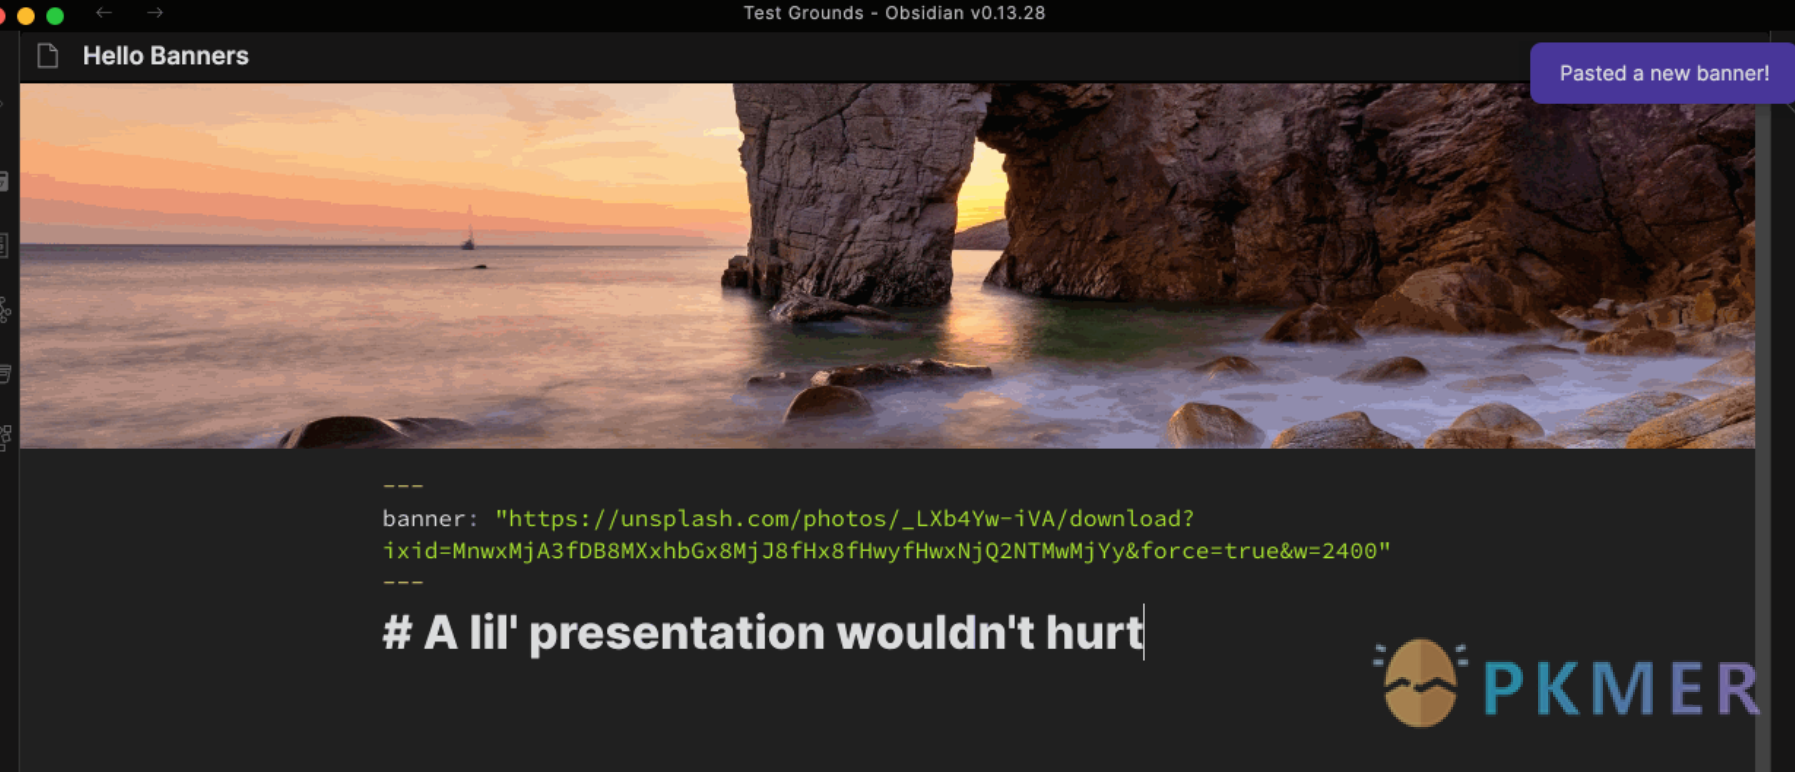 Test Grounds - Obsidian v0.13.28
Hello Banners
Pasted a new banner!
---
banner: "https://unsplash.com/photos/_LXb4Yw-iVA/download?
ixid=MnwxMjA3fDB8MXxhbGx8MjJ8fHx8fHwyfHwxNjQ2NTMwMjYy&force=true&w=2400"
---
# A lil' presentation wouldn't hurt
PKMER